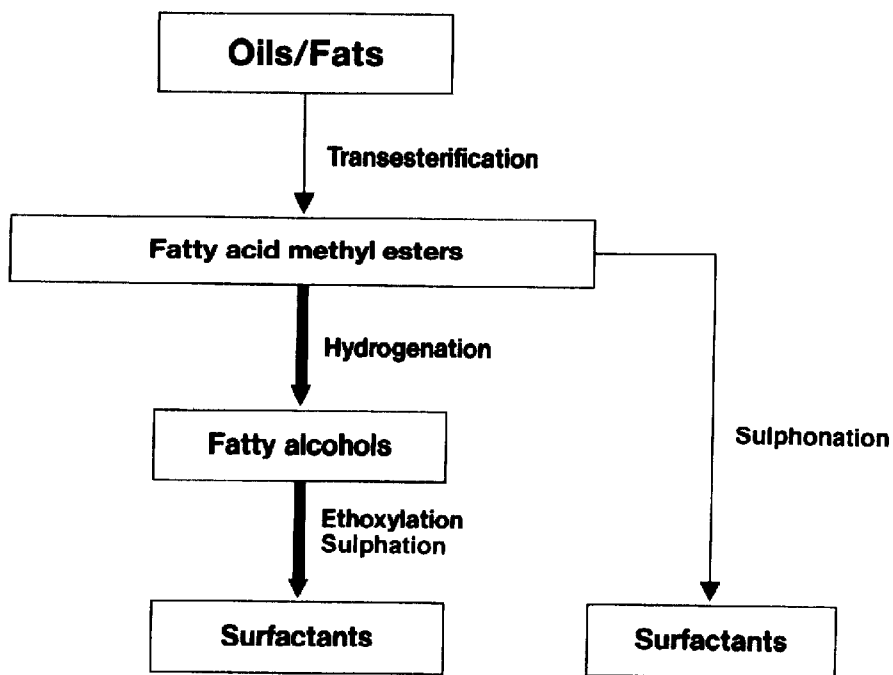 Oils/Fats
Transesterification
Fatty acid methyl esters
Hydrogenation
Fatty alcohols
Sulphonation
Ethoxylation
Sulphation
Surfactants
Surfactants